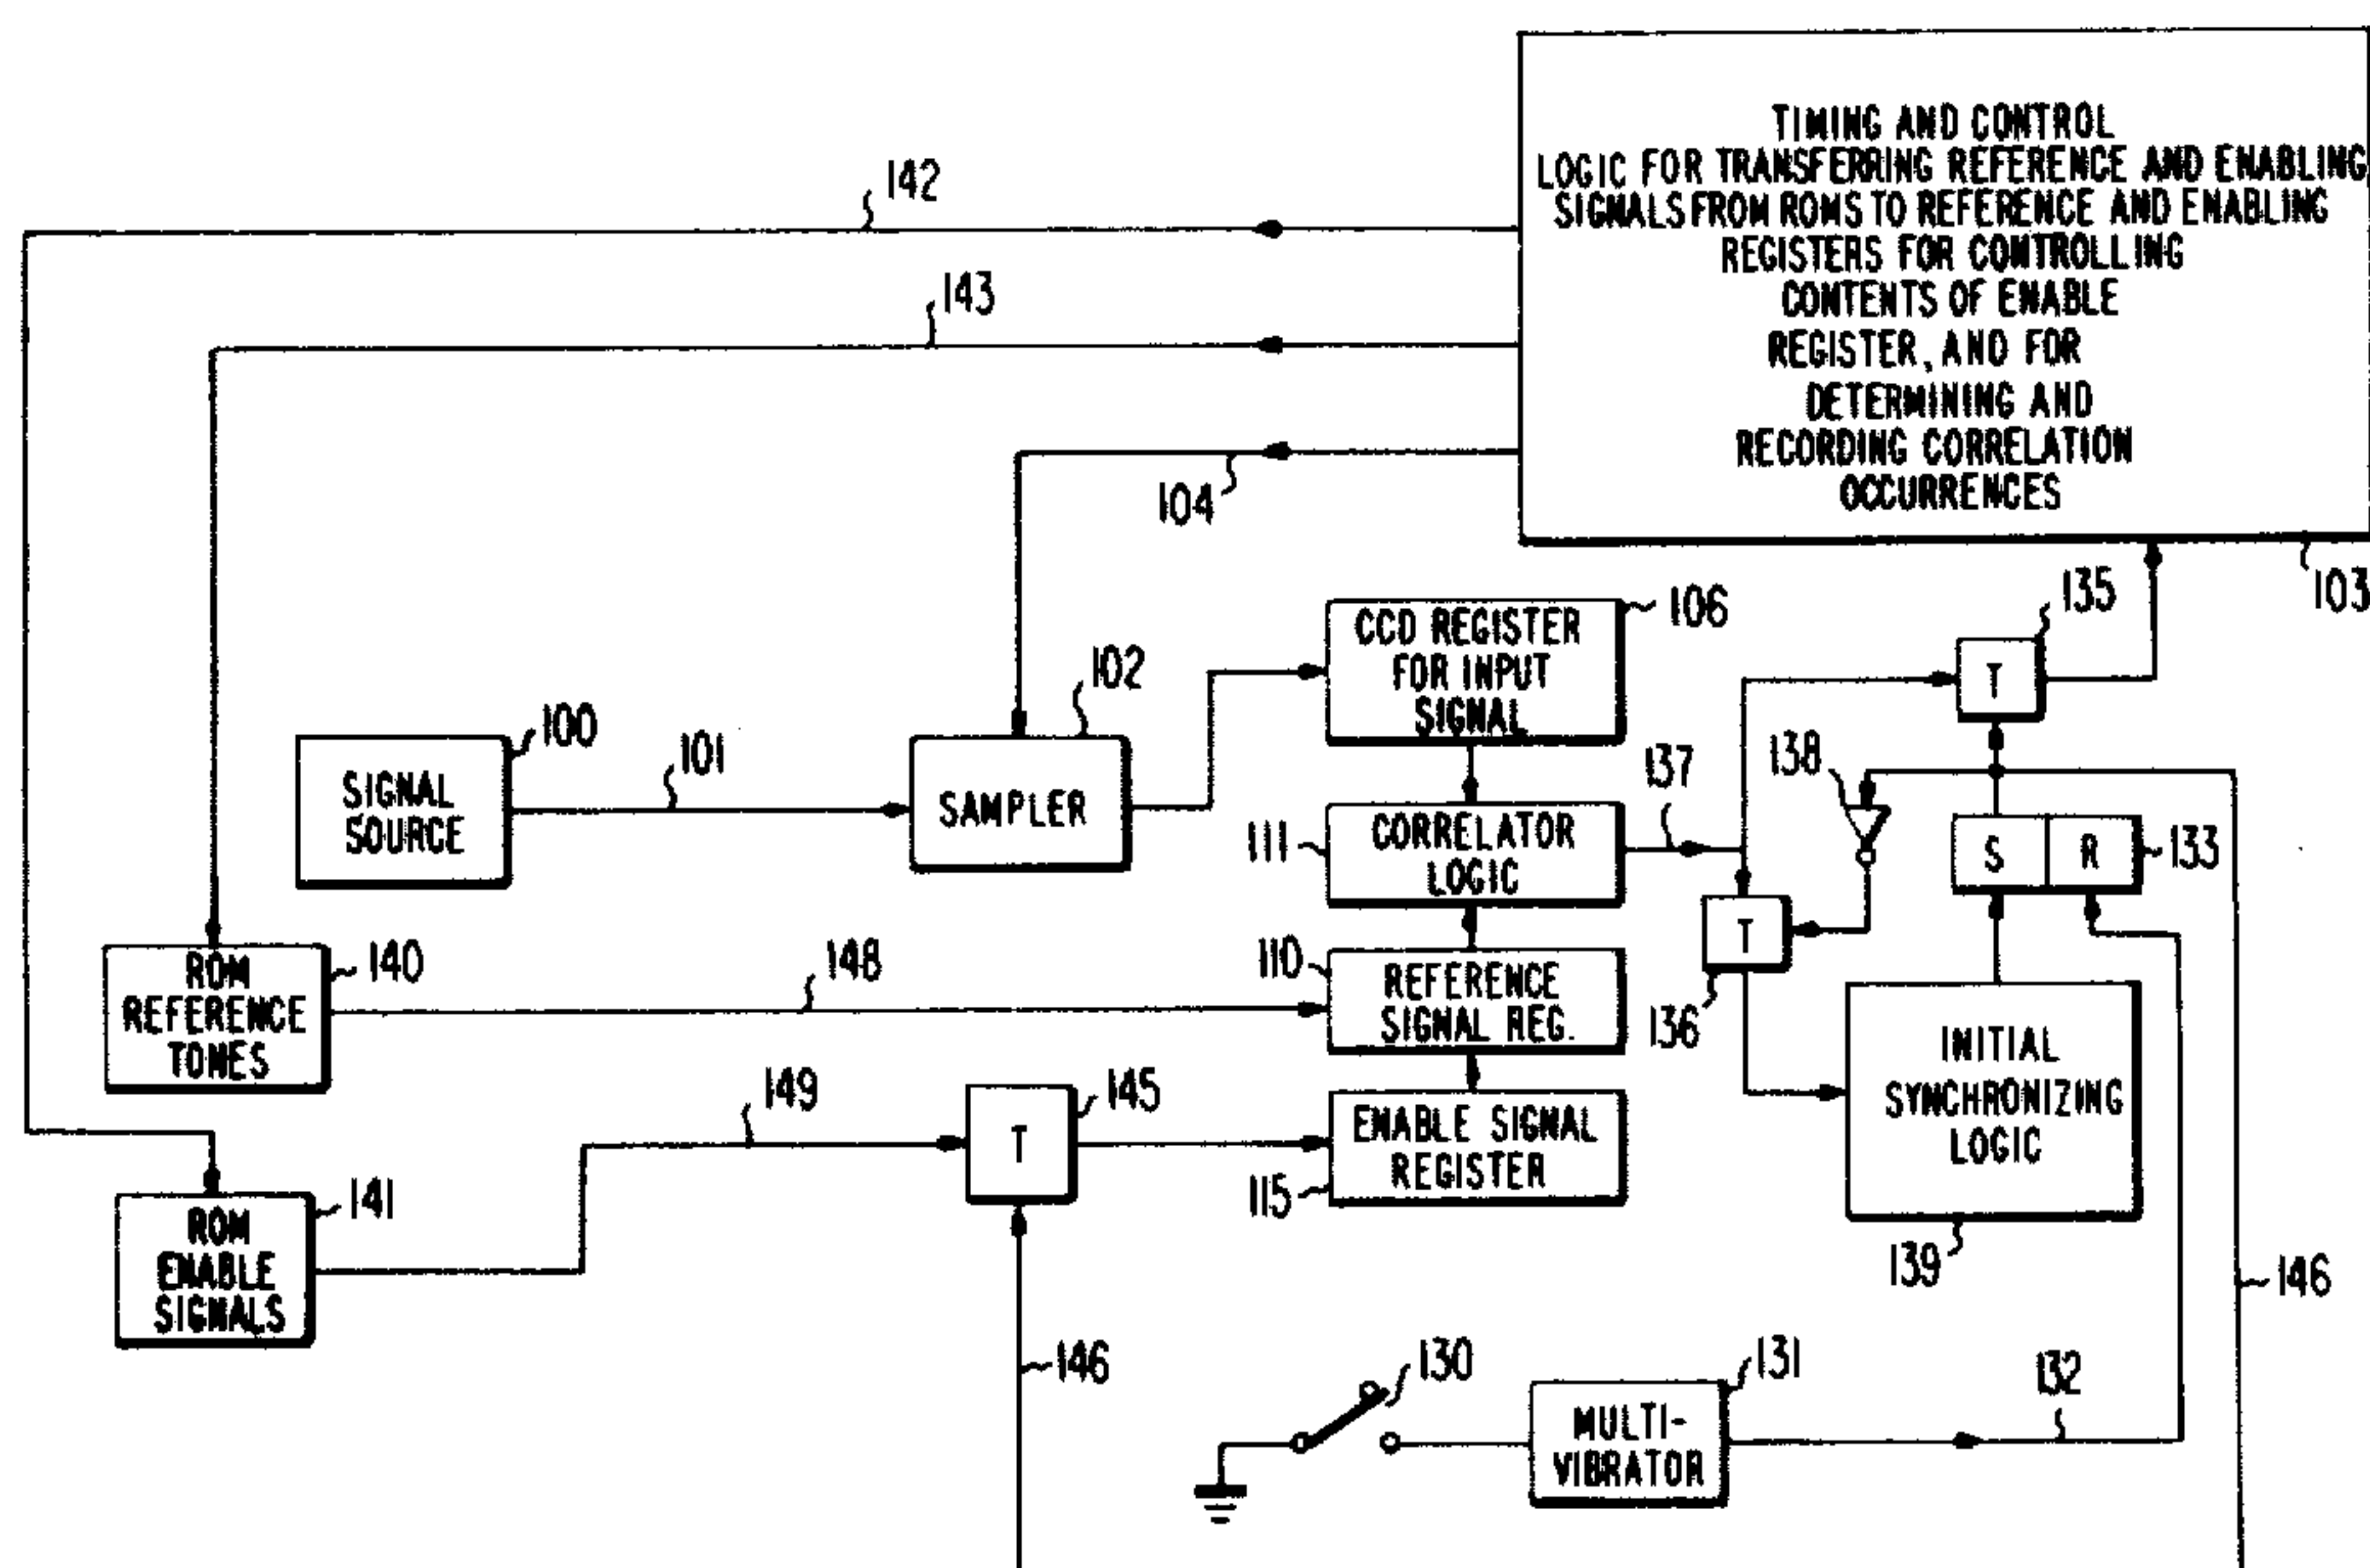 TIMING AND CONTROL
LOGIC FOR TRANSFERRING REFERENCE AND ENABLING
SIGNALS FROM ROMS TO REFERENCE AND ENABLING
REGISTERS FOR CONTROLLING
CONTENTS OF ENABLE
REGISTER, AND FOR
DETERMINING AND
RECORDING CORRELATION
OCCURRENCES
142
143
104
103
135
106
CCD REGISTER
FOR INPUT
SIGNAL
T
102
100
101
137
138
SIGNAL
SOURCE
SAMPLER
111
CORRELATOR
LOGIC
S
R
133
T
136
ROM
REFERENCE
TONES
140
148
110
REFERENCE
SIGNAL REG.
INITIAL
SYNCHRONIZING
LOGIC
139
149
145
T
ENABLE SIGNAL
REGISTER
115
141
ROM
ENABLE
SIGNALS
146
146
130
131
MULTI-
VIBRATOR
132